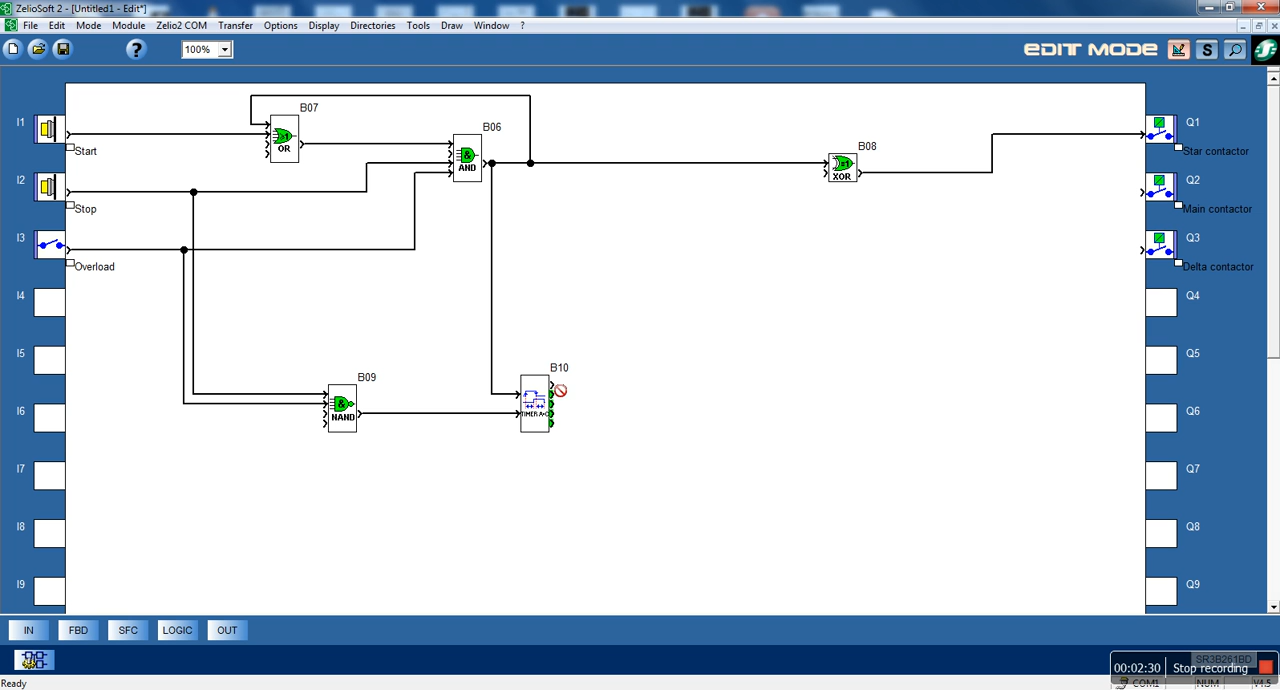 ZelioSoft 2 - [Untitled1 - Edit*]
File Edit Mode Module Zelio2 COM Transfer Options Display Directories Tools Draw Window ?
? 100% EDIT MODE S
I1 B07 Q1
OR
B06
AND
B08
XOR
Start Star contactor
I2 Q2
Stop Main contactor
I3 Q3
Overload Delta contactor
I4 Q4
I5 Q5
B09 B10
NAND TIMER A-C
I6 Q6
I7 Q7
I8 Q8
I9 Q9
IN FBD SFC LOGIC OUT
SR3B261BD
00:02:30 Stop recording
Ready COM1 NUM V4.5